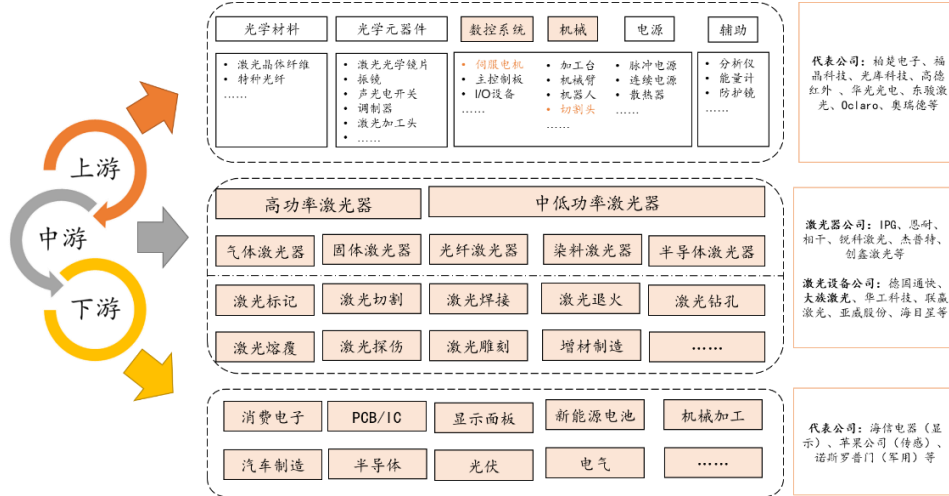 上游
中游
下游
光学材料
激光晶体纤维
特种光纤
……
光学元器件
激光光学镜片
振镜
声光电开关
调制器
激光加工头
……
数控系统
伺服电机
主控制板
I/O设备
……
机械
加工台
机械臂
机器人
切割头
……
电源
脉冲电源
连续电源
散热器
……
辅助
分析仪
能量计
防护镜
……
代表公司：柏楚电子、福
晶科技、光库科技、高德
红外、华光光电、东骏激
光、Oclaro、奥瑞德等
高功率激光器
中低功率激光器
气体激光器
固体激光器
光纤激光器
染料激光器
半导体激光器
激光标记
激光切割
激光焊接
激光退火
激光钻孔
激光熔覆
激光探伤
激光雕刻
增材制造
……
激光器公司：IPG、恩耐、
相干、锐科激光、杰普特、
创鑫激光等
激光设备公司：德国通快、
大族激光、华工科技、联赢
激光、亚威股份、海目星等
消费电子
PCB/IC
显示面板
新能源电池
机械加工
汽车制造
半导体
光伏
电气
……
代表公司：海信电器（显
示）、苹果公司（传感）、
诺斯罗普门（军用）等